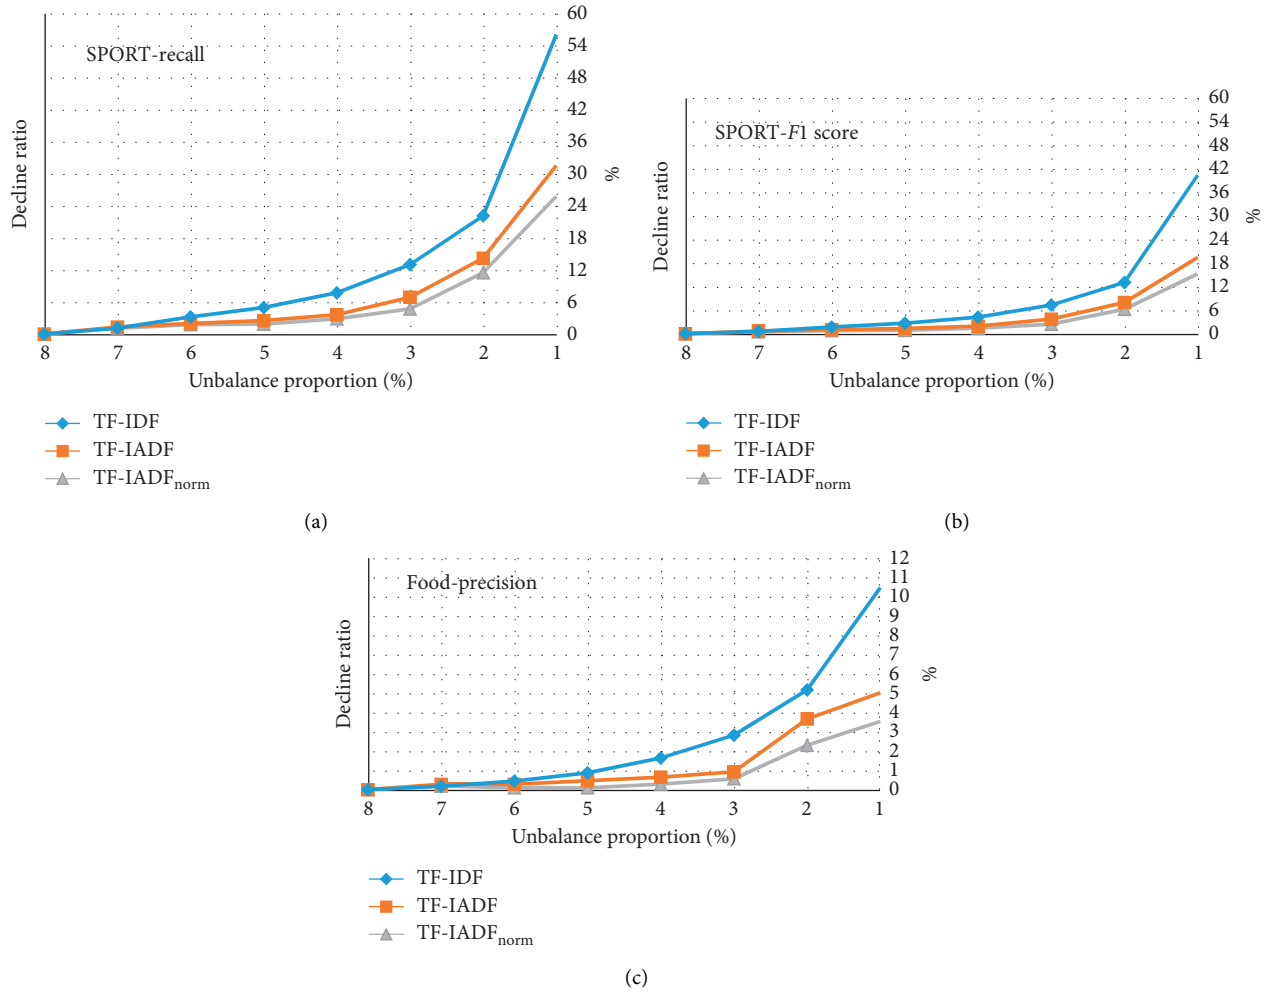 SPORT-recall
Decline ratio
60
54
48
42
36
30
24
18
12
6
0
%
8 7 6 5 4 3 2 1
Unbalance proportion (%)
TF-IDF
TF-IADF
TF-IADFnorm
(a)
SPORT-F1 score
Decline ratio
60
54
48
42
36
30
24
18
12
6
0
%
8 7 6 5 4 3 2 1
Unbalance proportion (%)
TF-IDF
TF-IADF
TF-IADFnorm
(b)
Food-precision
Decline ratio
12
11
10
9
8
7
6
5
4
3
2
1
0
%
8 7 6 5 4 3 2 1
Unbalance proportion (%)
TF-IDF
TF-IADF
TF-IADFnorm
(c)